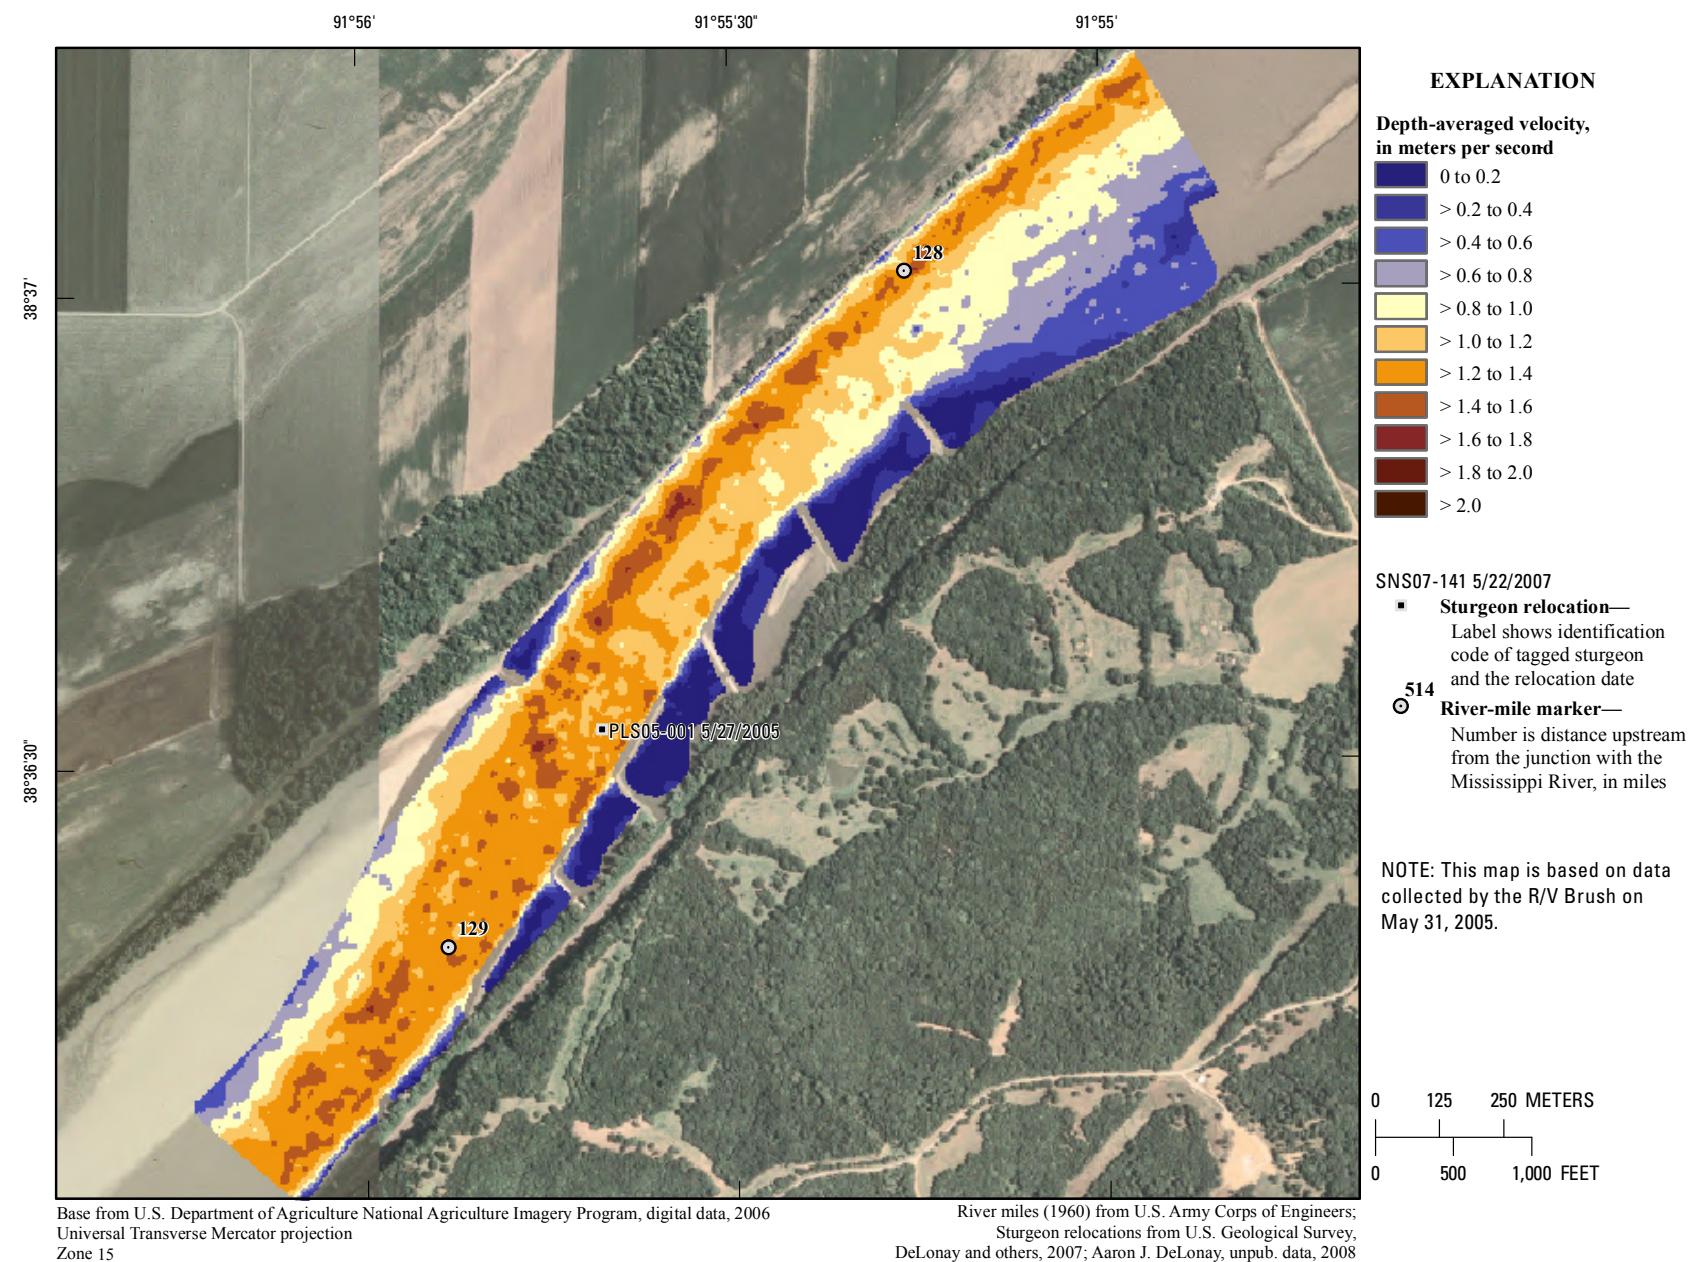 91°56'
91°55'30"
91°55'
38°37'
38°36'30"
128
PLS05-001 5/27/2005
129
EXPLANATION
Depth-averaged velocity,
in meters per second
0 to 0.2
> 0.2 to 0.4
> 0.4 to 0.6
> 0.6 to 0.8
> 0.8 to 1.0
> 1.0 to 1.2
> 1.2 to 1.4
> 1.4 to 1.6
> 1.6 to 1.8
> 1.8 to 2.0
> 2.0
SNS07-141 5/22/2007
Sturgeon relocation—
Label shows identification
code of tagged sturgeon
and the relocation date
514
River-mile marker—
Number is distance upstream
from the junction with the
Mississippi River, in miles
NOTE: This map is based on data
collected by the R/V Brush on
May 31, 2005.
0 125 250 METERS
0 500 1,000 FEET
Base from U.S. Department of Agriculture National Agriculture Imagery Program, digital data, 2006
Universal Transverse Mercator projection
Zone 15
River miles (1960) from U.S. Army Corps of Engineers;
Sturgeon relocations from U.S. Geological Survey,
DeLonay and others, 2007; Aaron J. DeLonay, unpub. data, 2008